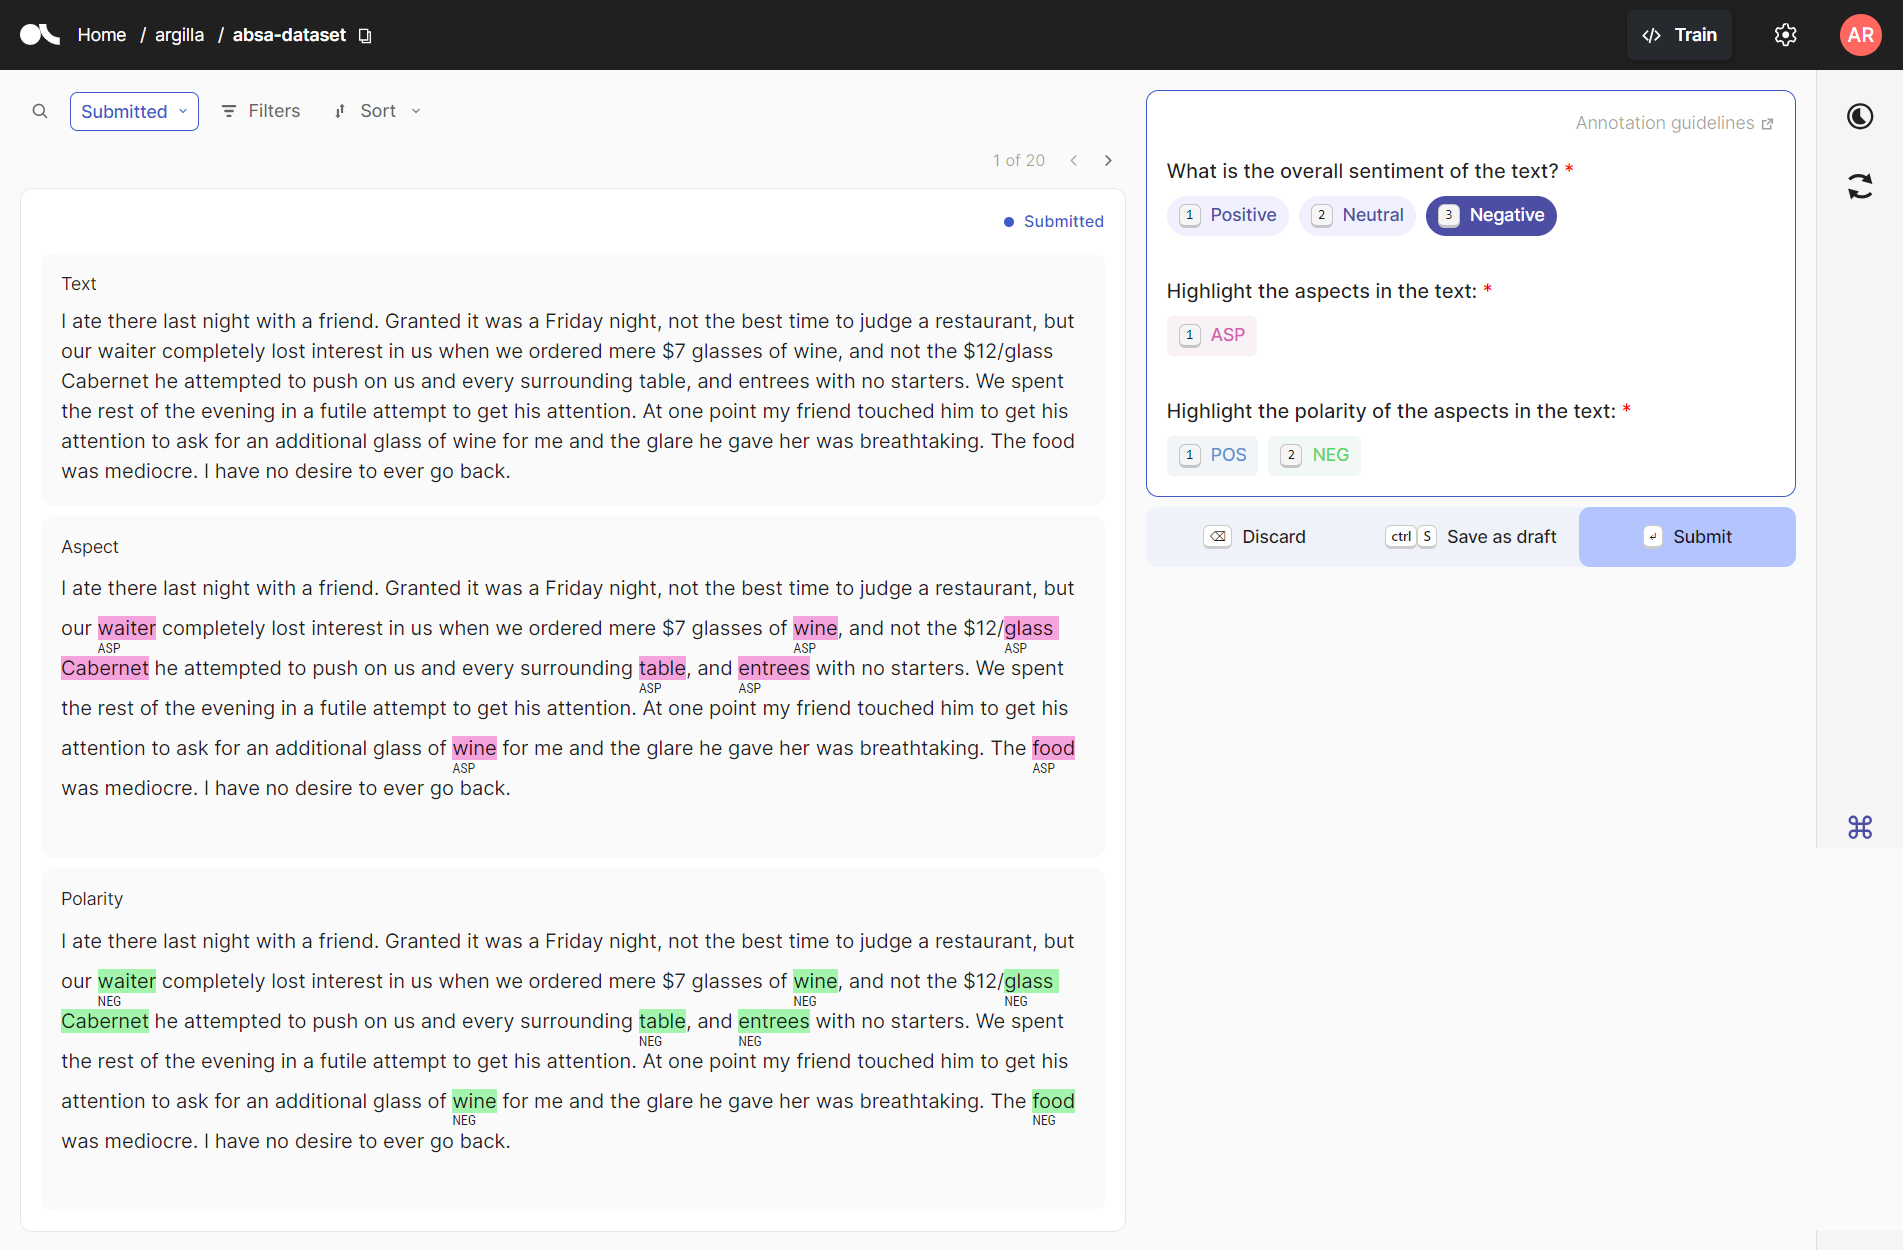 Home / argilla / absa-dataset
Train
AR
Submitted
Filters
Sort
1 of 20
Submitted
Text
I ate there last night with a friend. Granted it was a Friday night, not the best time to judge a restaurant, but
our waiter completely lost interest in us when we ordered mere $7 glasses of wine, and not the $12/glass
Cabernet he attempted to push on us and every surrounding table, and entrees with no starters. We spent
the rest of the evening in a futile attempt to get his attention. At one point my friend touched him to get his
attention to ask for an additional glass of wine for me and the glare he gave her was breathtaking. The food
was mediocre. I have no desire to ever go back.
Aspect
I ate there last night with a friend. Granted it was a Friday night, not the best time to judge a restaurant, but
our waiter completely lost interest in us when we ordered mere $7 glasses of wine, and not the $12/glass
ASP ASP ASP
Cabernet he attempted to push on us and every surrounding table, and entrees with no starters. We spent
ASP ASP
the rest of the evening in a futile attempt to get his attention. At one point my friend touched him to get his
attention to ask for an additional glass of wine for me and the glare he gave her was breathtaking. The food
ASP ASP
was mediocre. I have no desire to ever go back.
Polarity
I ate there last night with a friend. Granted it was a Friday night, not the best time to judge a restaurant, but
our waiter completely lost interest in us when we ordered mere $7 glasses of wine, and not the $12/glass
NEG NEG NEG
Cabernet he attempted to push on us and every surrounding table, and entrees with no starters. We spent
NEG NEG
the rest of the evening in a futile attempt to get his attention. At one point my friend touched him to get his
attention to ask for an additional glass of wine for me and the glare he gave her was breathtaking. The food
NEG NEG
was mediocre. I have no desire to ever go back.
Annotation guidelines
What is the overall sentiment of the text? *
1 Positive 2 Neutral 3 Negative
Highlight the aspects in the text: *
1 ASP
Highlight the polarity of the aspects in the text: *
1 POS 2 NEG
Discard
ctrl S Save as draft
Submit